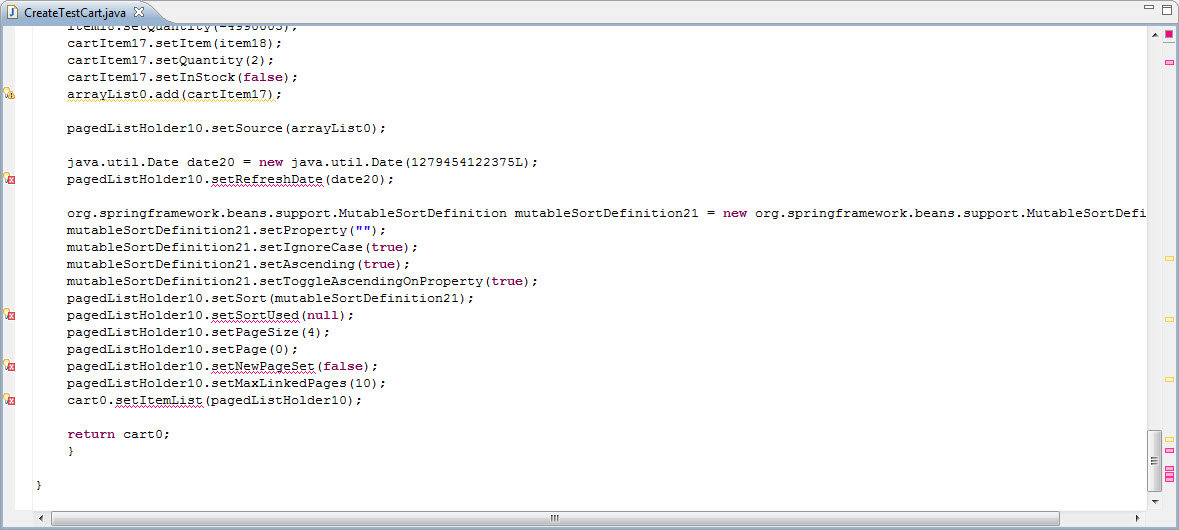 CreateTestCart.java
item18.setQuantity(-4990003);
cartItem17.setItem(item18);
cartItem17.setQuantity(2);
cartItem17.setInStock(false);
arrayList0.add(cartItem17);
pagedListHolder10.setSource(arrayList0);
java.util.Date date20 = new java.util.Date(1279454122375L);
pagedListHolder10.setRefreshDate(date20);
org.springframework.beans.support.MutableSortDefinition mutableSortDefinition21 = new org.springframework.beans.support.MutableSortDefi
mutableSortDefinition21.setProperty("");
mutableSortDefinition21.setIgnoreCase(true);
mutableSortDefinition21.setAscending(true);
mutableSortDefinition21.setToggleAscendingOnProperty(true);
pagedListHolder10.setSort(mutableSortDefinition21);
pagedListHolder10.setSortUsed(null);
pagedListHolder10.setPageSize(4);
pagedListHolder10.setPage(0);
pagedListHolder10.setNewPageSet(false);
pagedListHolder10.setMaxLinkedPages(10);
cart0.setItemList(pagedListHolder10);
return cart0;
}
}